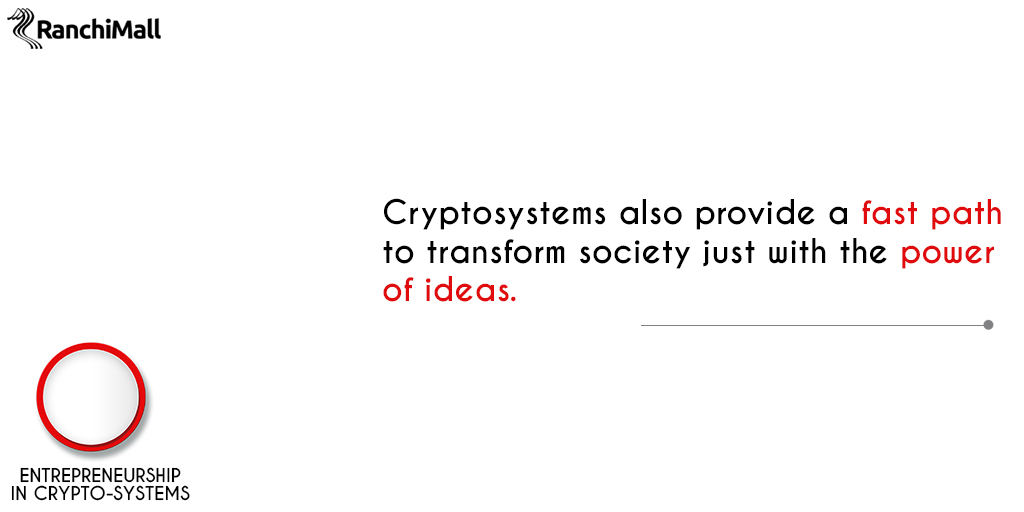 RanchiMall
Cryptosystems also provide a fast path
to transform society just with the power
of ideas.
ENTREPRENEURSHIP
IN CRYPTO-SYSTEMS